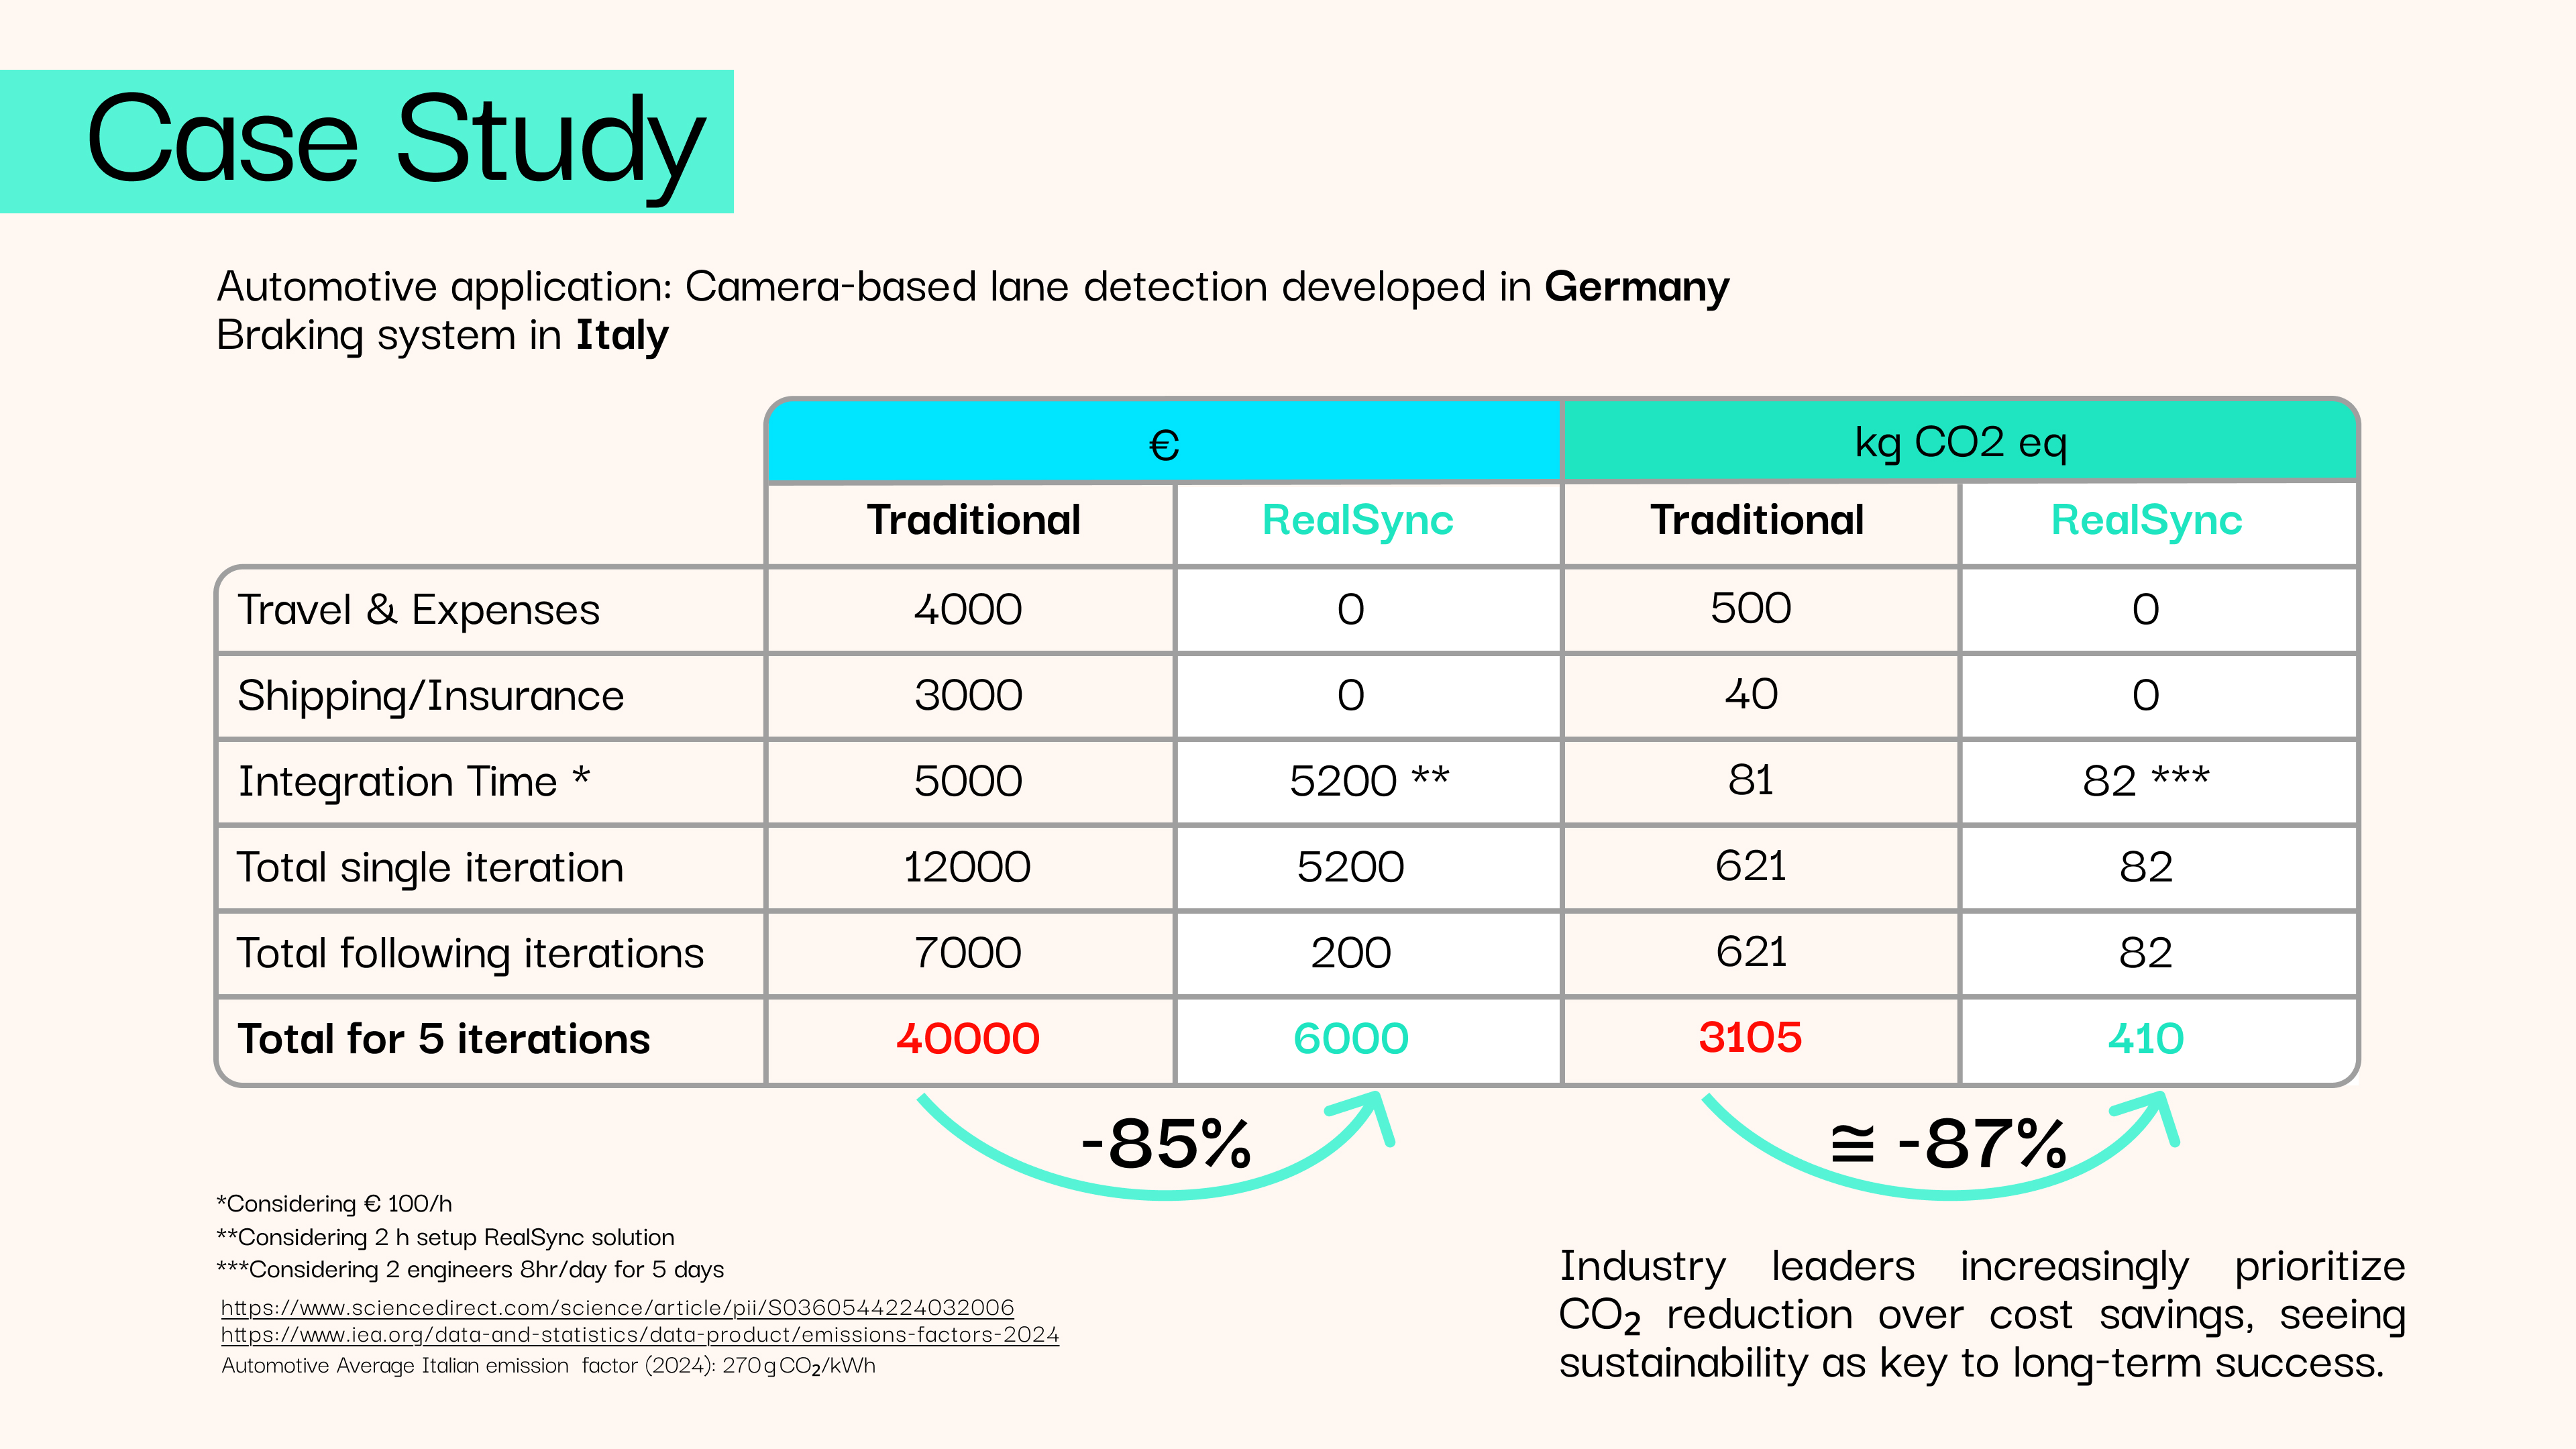 Case Study
Automotive application: Camera-based lane detection developed in Germany
Braking system in Italy
€ kg CO2 eq
Traditional RealSync Traditional RealSync
Travel & Expenses 4000 0 500 0
Shipping/Insurance 3000 0 40 0
Integration Time * 5000 5200 ** 81 82 ***
Total single iteration 12000 5200 621 82
Total following iterations 7000 200 621 82
Total for 5 iterations 40000 6000 3105 410
-85% ≅ -87%
*Considering € 100/h
**Considering 2 h setup RealSync solution
***Considering 2 engineers 8hr/day for 5 days
https://www.sciencedirect.com/science/article/pii/S0360544224032006
https://www.iea.org/data-and-statistics/data-product/emissions-factors-2024
Automotive Average Italian emission factor (2024): 270 g CO₂/kWh
Industry leaders increasingly prioritize
CO₂ reduction over cost savings, seeing
sustainability as key to long-term success.